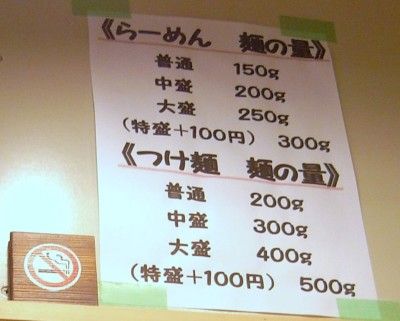 《らーめん　麺の量》
普通　150g
中盛　200g
大盛　250g
(特盛＋100円)　300g
《つけ麺　麺の量》
普通　200g
中盛　300g
大盛　400g
(特盛＋100円)　500g